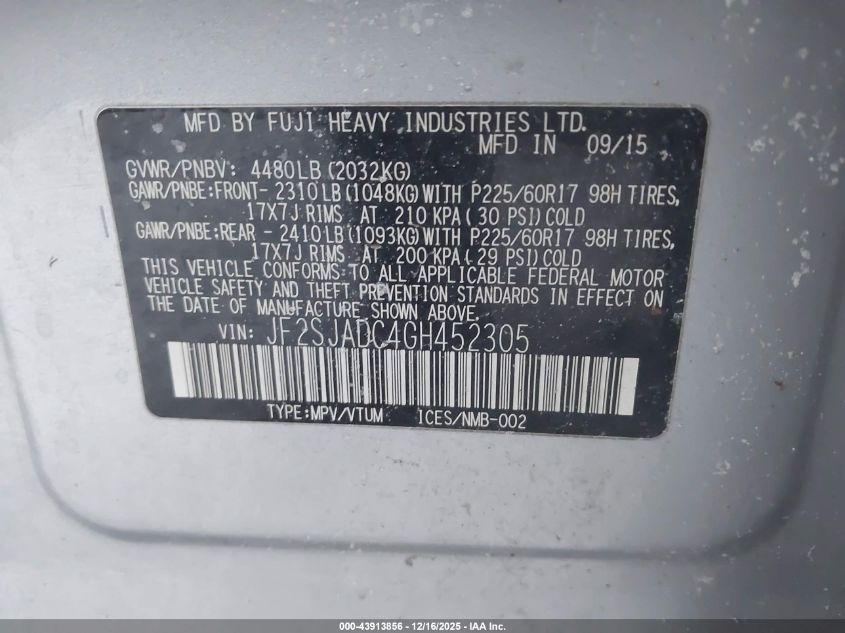 MFD BY FUJI HEAVY INDUSTRIES LTD.
MFD IN 09/15
GVWR/PNBV: 4480LB (2032KG)
GAWR/PNBE:FRONT- 2310LB (1048KG) WITH P225/60R17 98H TIRES,
17X7J RIMS AT 210 KPA ( 30 PSI) COLD
GAWR/PNBE:REAR - 2410LB (1093KG) WITH P225/60R17 98H TIRES,
17X7J RIMS AT 200 KPA ( 29 PSI) COLD
THIS VEHICLE CONFORMS TO ALL APPLICABLE FEDERAL MOTOR
VEHICLE SAFETY AND THEFT PREVENTION STANDARDS IN EFFECT ON
THE DATE OF MANUFACTURE SHOWN ABOVE.
VIN: JF2SJADC4GH452305
TYPE:MPV/VTUM ICES/NMB-002
000-43913856 - 12/16/2025 - IAA Inc.